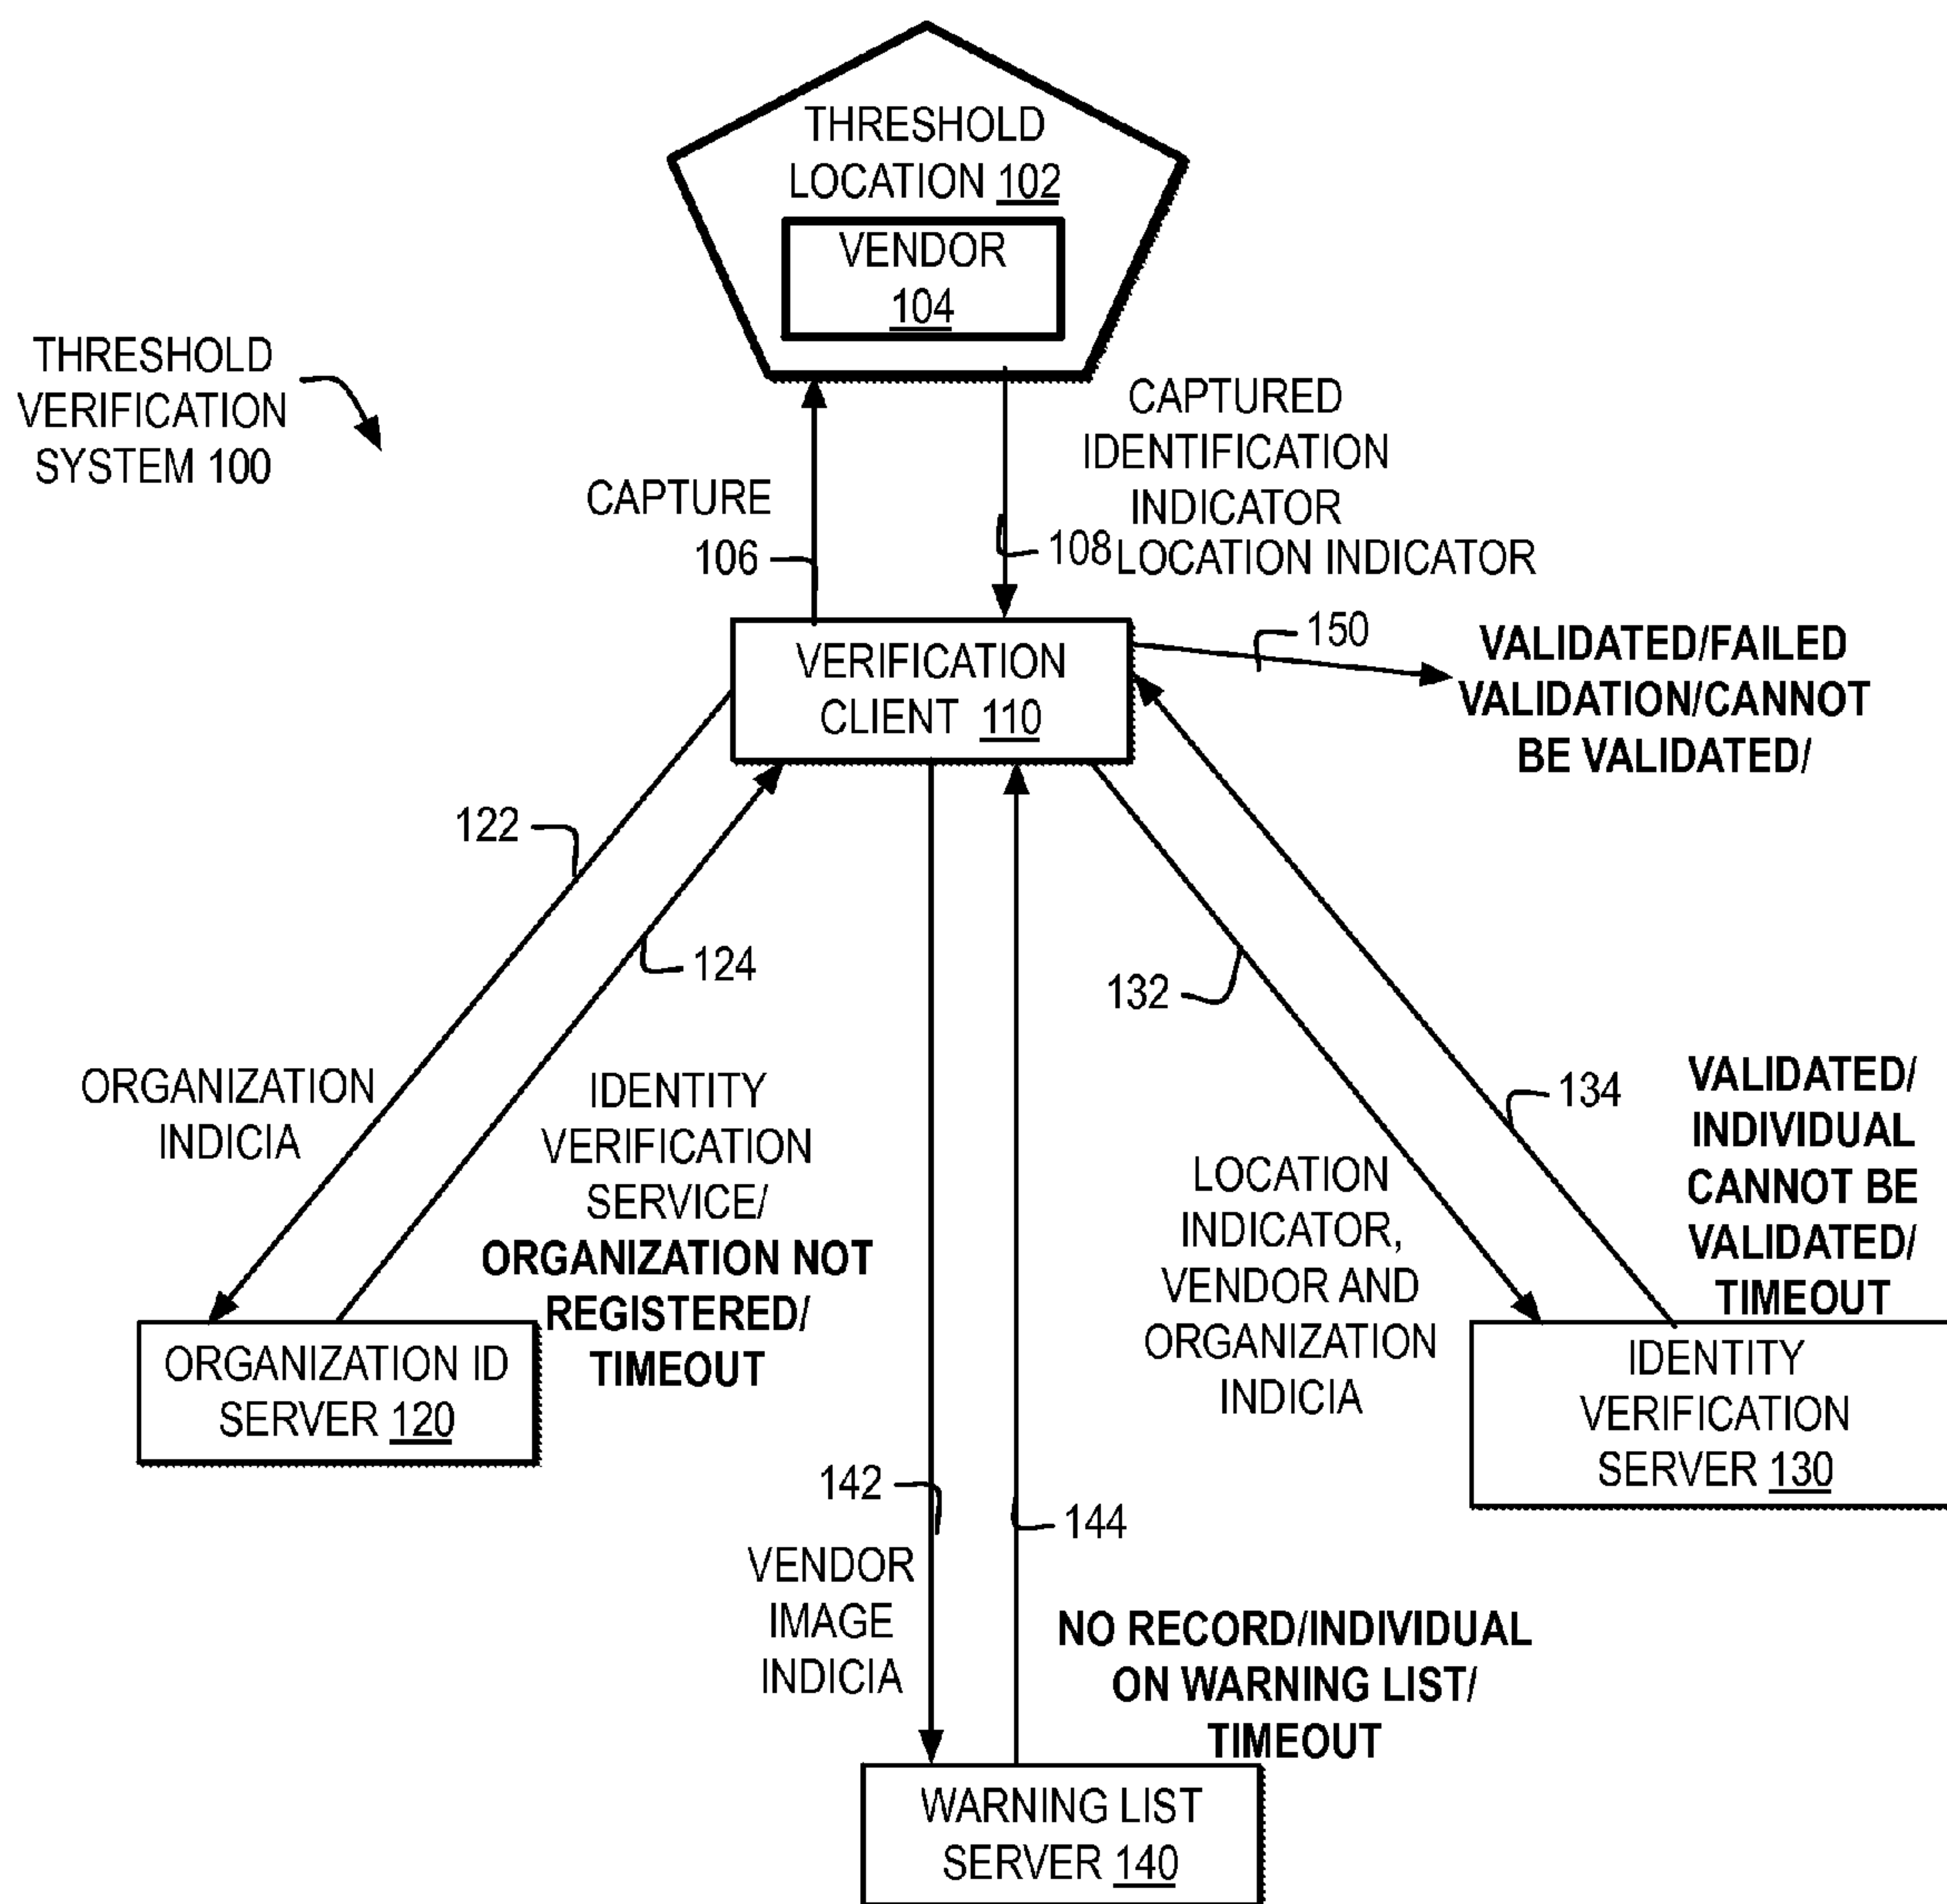 THRESHOLD
LOCATION 102
VENDOR
104
THRESHOLD
VERIFICATION
SYSTEM 100
CAPTURE
106
CAPTURED
IDENTIFICATION
INDICATOR
108 LOCATION INDICATOR
VERIFICATION
CLIENT 110
150
VALIDATED/FAILED
VALIDATION/CANNOT
BE VALIDATED/
122
124
132
134
ORGANIZATION
INDICIA
IDENTITY
VERIFICATION
SERVICE/
ORGANIZATION NOT
REGISTERED/
TIMEOUT
LOCATION
INDICATOR,
VENDOR AND
ORGANIZATION
INDICIA
VALIDATED/
INDIVIDUAL
CANNOT BE
VALIDATED/
TIMEOUT
ORGANIZATION ID
SERVER 120
IDENTITY
VERIFICATION
SERVER 130
142
144
VENDOR
IMAGE
INDICIA
NO RECORD/INDIVIDUAL
ON WARNING LIST/
TIMEOUT
WARNING LIST
SERVER 140